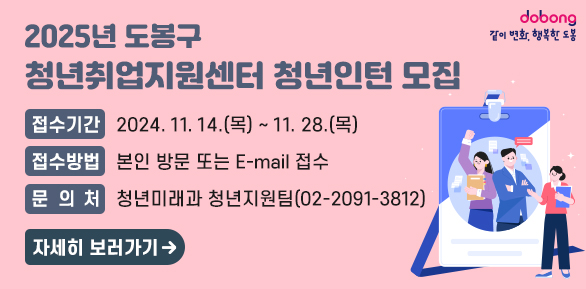 dobong
같이 변화, 행복한 도봉
2025년 도봉구
청년취업지원센터 청년인턴 모집
접수기간 2024. 11. 14.(목) ~ 11. 28.(목)
접수방법 본인 방문 또는 E-mail 접수
문 의 처 청년미래과 청년지원팀(02-2091-3812)
자세히 보러가기 →